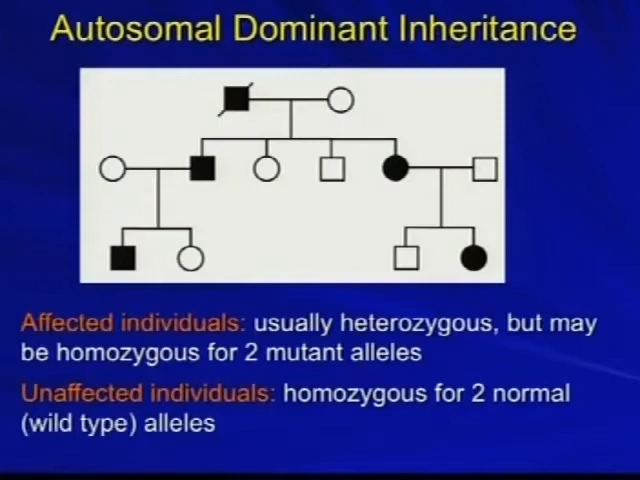 Autosomal Dominant Inheritance
Affected individuals: usually heterozygous, but may
be homozygous for 2 mutant alleles
Unaffected individuals: homozygous for 2 normal
(wild type) alleles